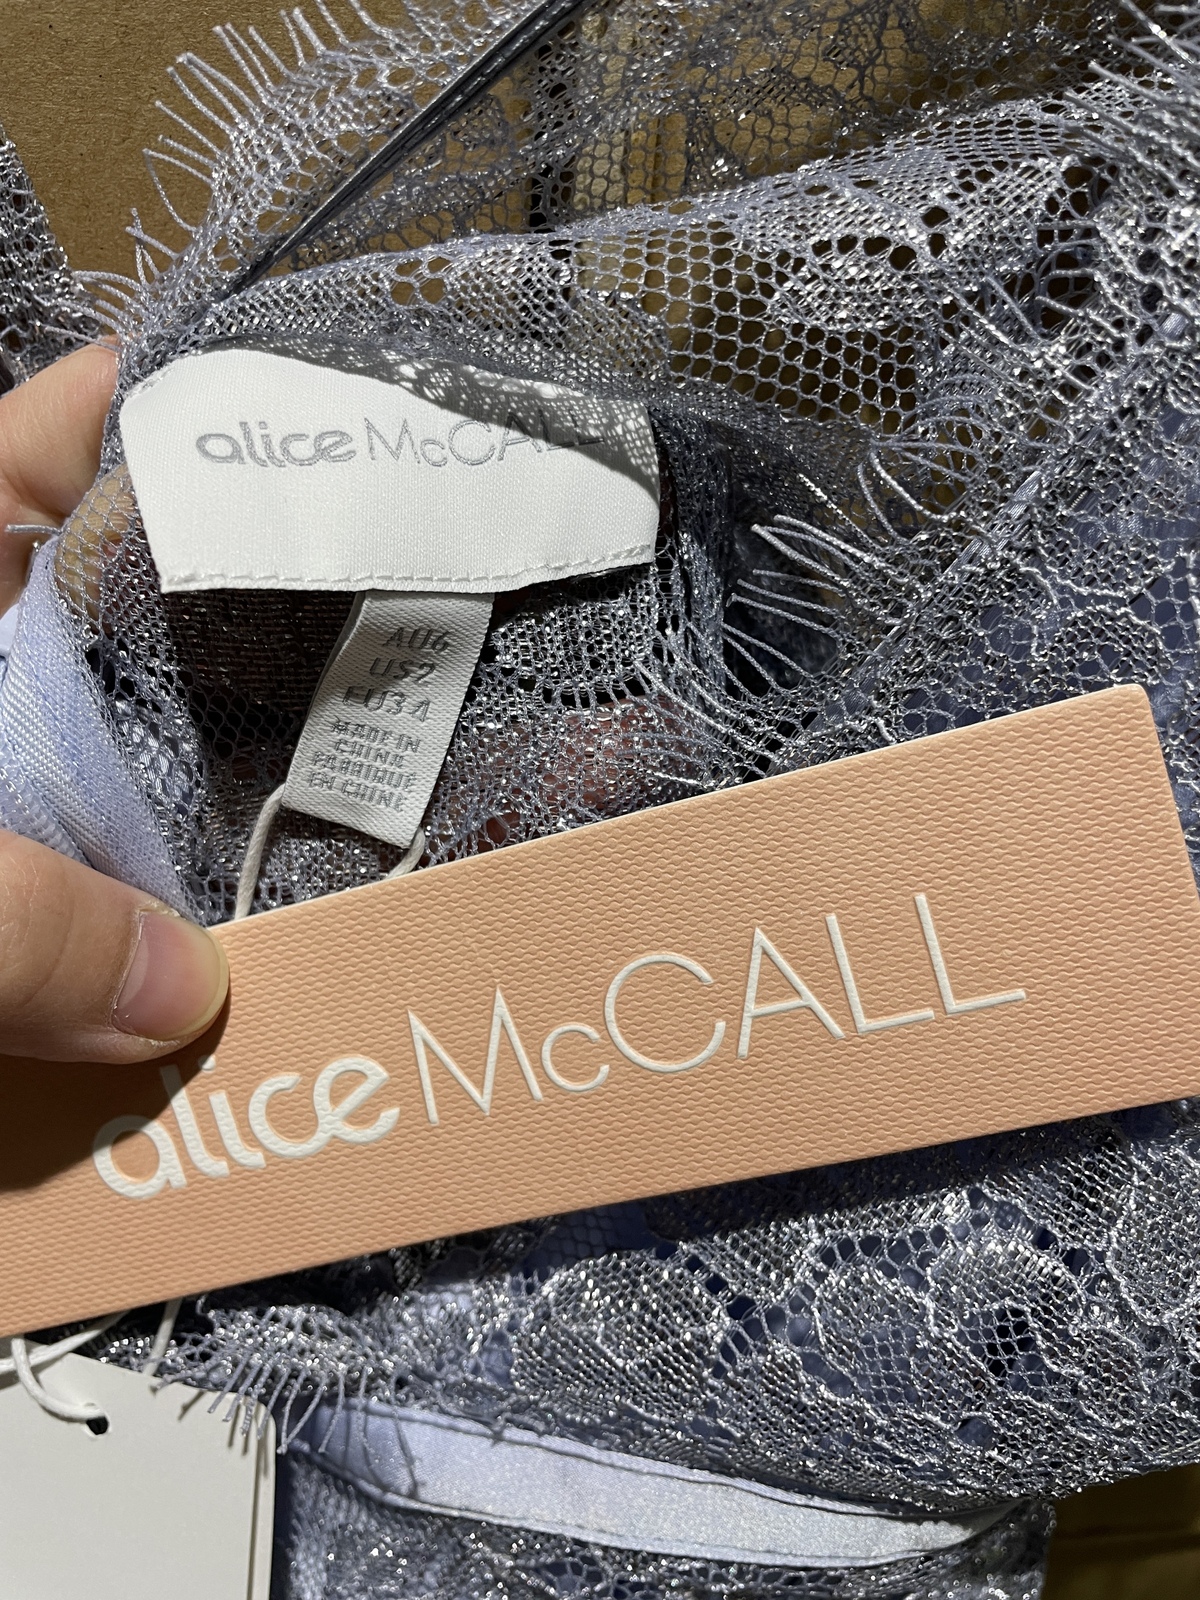 alice McCALL
AU6
US2
EU34
MADE IN
CHINA
FABRIQUE
EN CHINE
alice McCALL